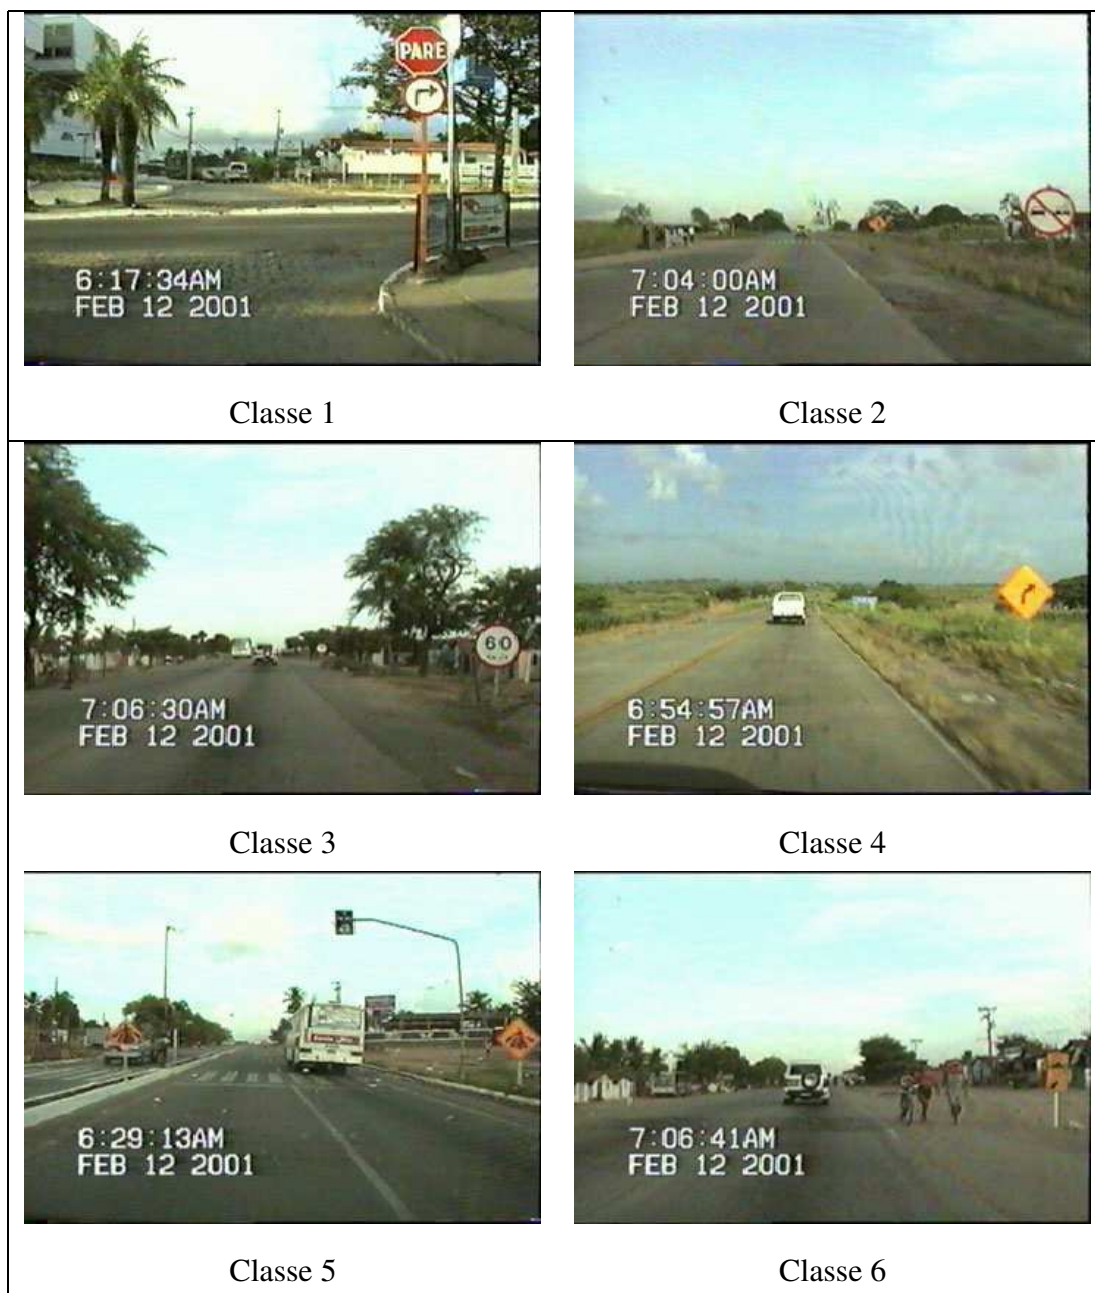 PARE
6:17:34AM
FEB 12 2001
7:04:00AM
FEB 12 2001
Classe 1
Classe 2
60
7:06:30AM
FEB 12 2001
6:54:57AM
FEB 12 2001
Classe 3
Classe 4
6:29:13AM
FEB 12 2001
7:06:41AM
FEB 12 2001
Classe 5
Classe 6